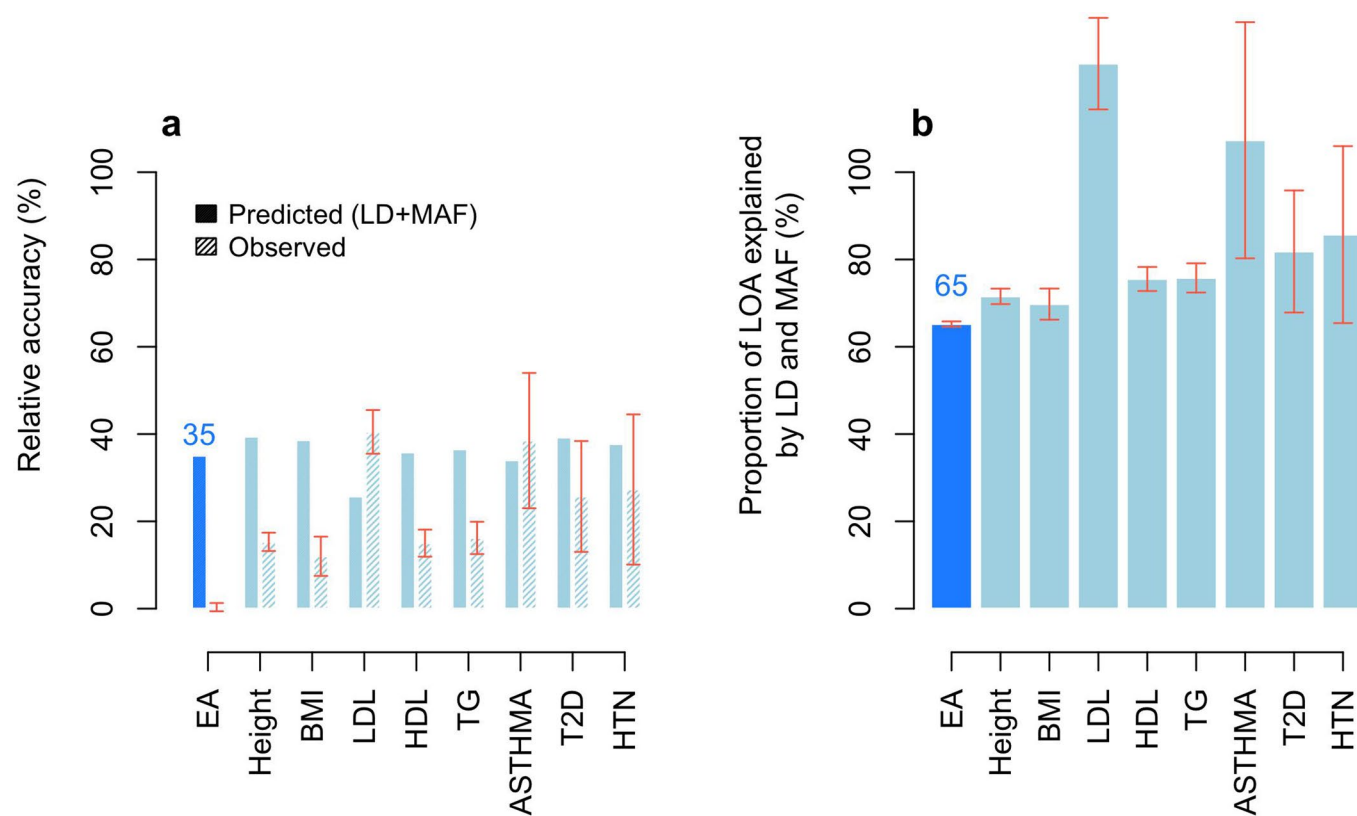 a
Relative accuracy (%)
100
80
60
40
20
0
Predicted (LD+MAF)
Observed
35
EA
Height
BMI
LDL
HDL
TG
ASTHMA
T2D
HTN
b
Proportion of LOA explained
by LD and MAF (%)
100
80
60
40
20
0
65
EA
Height
BMI
LDL
HDL
TG
ASTHMA
T2D
HTN